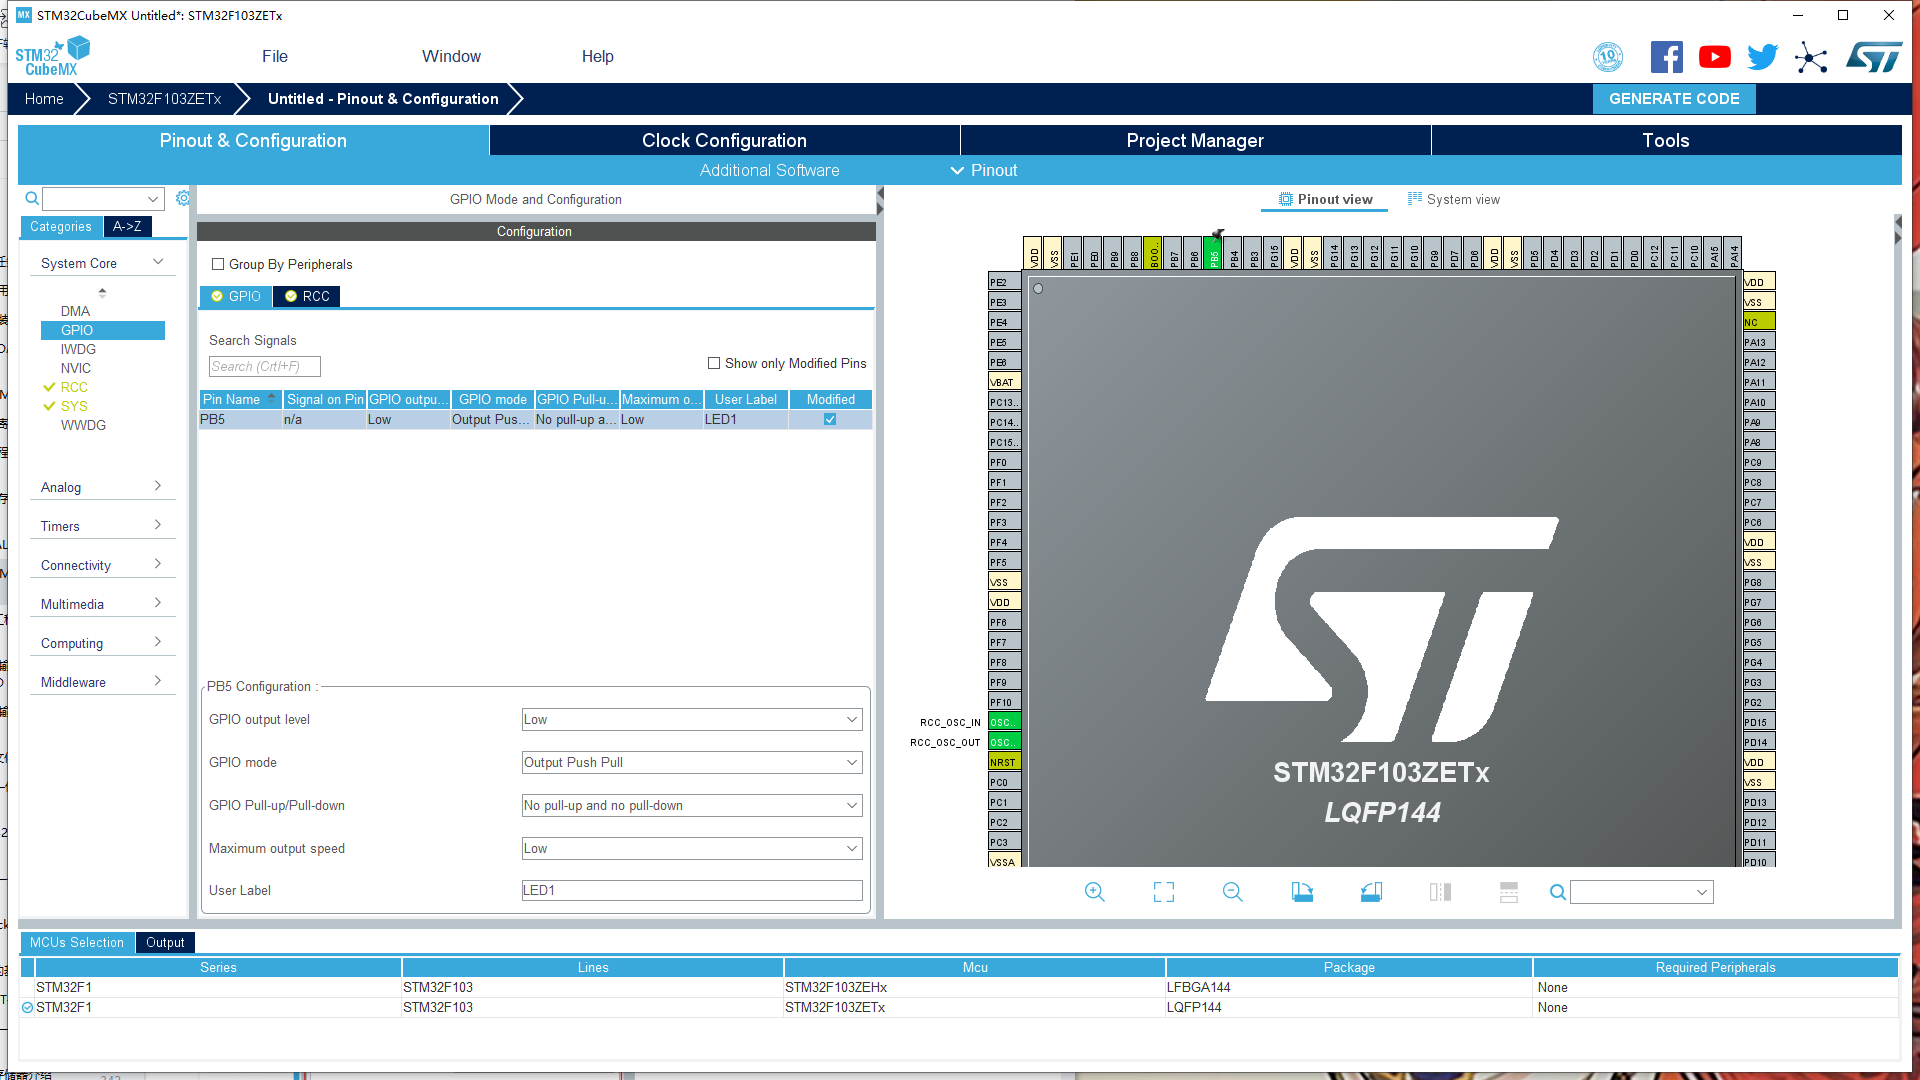 STM32CubeMX Untitled*: STM32F103ZETx
STM32
CubeMX
File
Window
Help
10
Home
STM32F103ZETx
Untitled - Pinout & Configuration
GENERATE CODE
Pinout & Configuration
Clock Configuration
Project Manager
Tools
Additional Software
Pinout
Categories
A->Z
System Core
DMA
GPIO
IWDG
NVIC
RCC
SYS
WWDG
Analog
Timers
Connectivity
Multimedia
Computing
Middleware
GPIO Mode and Configuration
Configuration
Group By Peripherals
GPIO
RCC
Search Signals
Search (Crtl+F)
Show only Modified Pins
Pin Name
Signal on Pin
GPIO outpu...
GPIO mode
GPIO Pull-u...
Maximum o...
User Label
Modified
PB5
n/a
Low
Output Pus...
No pull-up a...
Low
LED1
PB5 Configuration :
GPIO output level
Low
GPIO mode
Output Push Pull
GPIO Pull-up/Pull-down
No pull-up and no pull-down
Maximum output speed
Low
User Label
LED1
Pinout view
System view
VDD
VSS
PE1
PE0
PB9
PB8
BOO..
PB7
PB6
PB5
PB4
PB3
PG15
VDD
VSS
PG14
PG13
PG12
PG11
PG10
PG9
PD7
PD6
VDD
VSS
PD5
PD4
PD3
PD2
PD1
PD0
PC12
PC11
PC10
PA15
PA14
PE2
PE3
PE4
PE5
PE6
VBAT
PC13..
PC14..
PC15..
PF0
PF1
PF2
PF3
PF4
PF5
VSS
VDD
PF6
PF7
PF8
PF9
PF10
RCC_OSC_IN
OSC..
RCC_OSC_OUT
OSC..
NRST
PC0
PC1
PC2
PC3
VSSA
VDD
VSS
NC
PA13
PA12
PA11
PA10
PA9
PA8
PC9
PC8
PC7
PC6
VDD
VSS
PG8
PG7
PG6
PG5
PG4
PG3
PG2
PD15
PD14
VDD
VSS
PD13
PD12
PD11
PD10
STM32F103ZETx
LQFP144
MCUs Selection
Output
Series
Lines
Mcu
Package
Required Peripherals
STM32F1
STM32F103
STM32F103ZEHx
LFBGA144
None
STM32F1
STM32F103
STM32F103ZETx
LQFP144
None